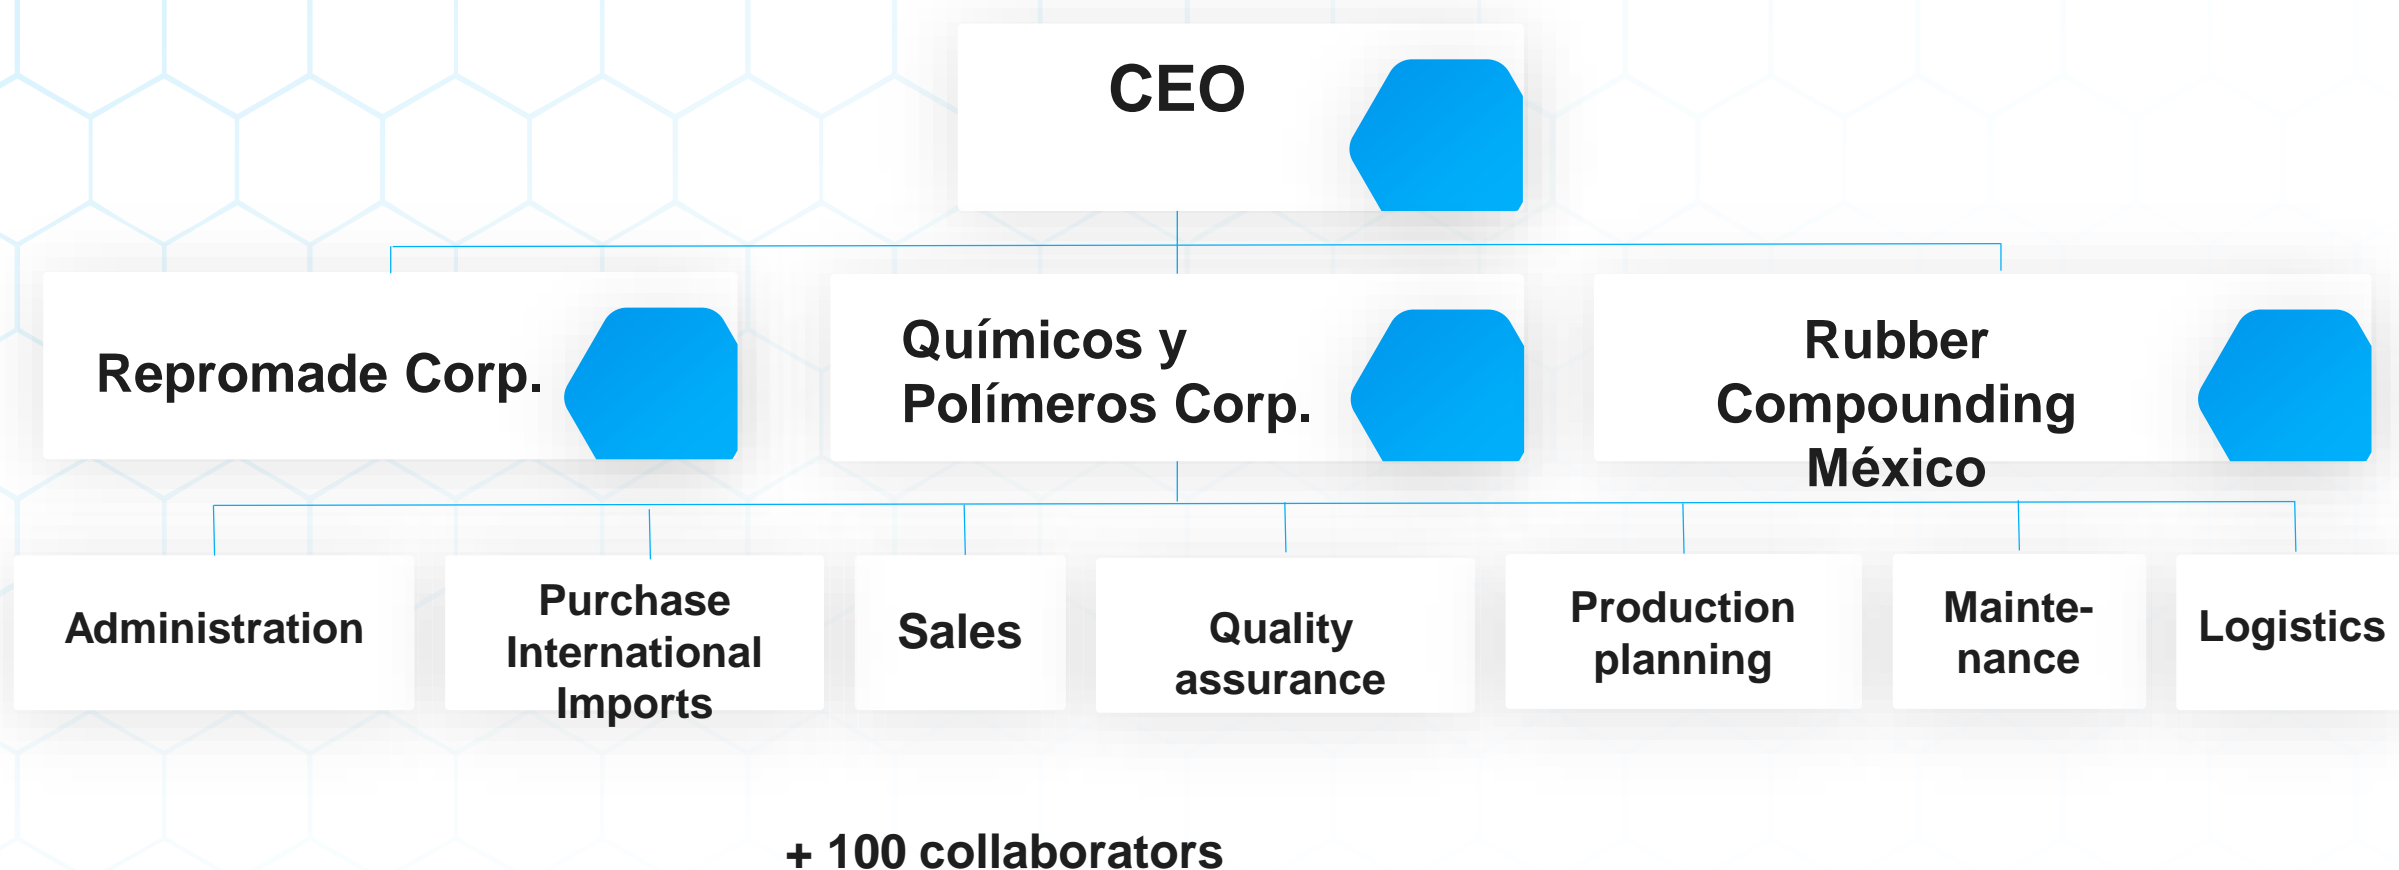 CEO
Repromade Corp.
Químicos y
Polímeros Corp.
Rubber
Compounding
México
Administration
Purchase
International
Imports
Sales
Quality
assurance
Production
planning
Mainte-
nance
Logistics
+ 100 collaborators